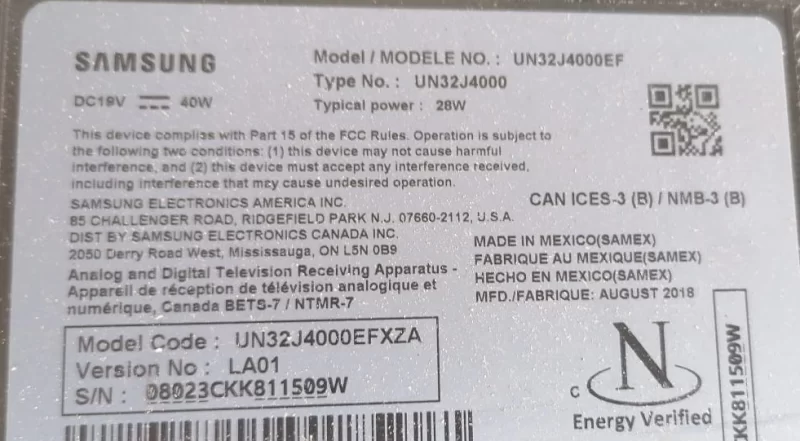 SAMSUNG
Model / MODELE NO. : UN32J4000EF
Type No. : UN32J4000
DC19V 40W
Typical power : 28W
This device complies with Part 15 of the FCC Rules. Operation is subject to
the following two conditions: (1) this device may not cause harmful
interference, and (2) this device must accept any interference received,
including interference that may cause undesired operation.
SAMSUNG ELECTRONICS AMERICA INC.
85 CHALLENGER ROAD, RIDGEFIELD PARK N.J. 07660-2112, U.S.A.
DIST BY SAMSUNG ELECTRONICS CANADA INC.
2050 Derry Road West, Mississauga, ON L5N 0B9
Analog and Digital Television Receiving Apparatus -
Appareil de réception de télévision analogique et
numérique, Canada BETS-7 / NTMR-7
CAN ICES-3 (B) / NMB-3 (B)
MADE IN MEXICO(SAMEX)
FABRIQUE AU MEXIQUE(SAMEX)
HECHO EN MEXICO(SAMEX)
MFD./FABRIQUE: AUGUST 2018
Model Code : UN32J4000EFXZA
Version No : LA01
S/N : 08023CKK811509W
C N
Energy Verified
KK811509W